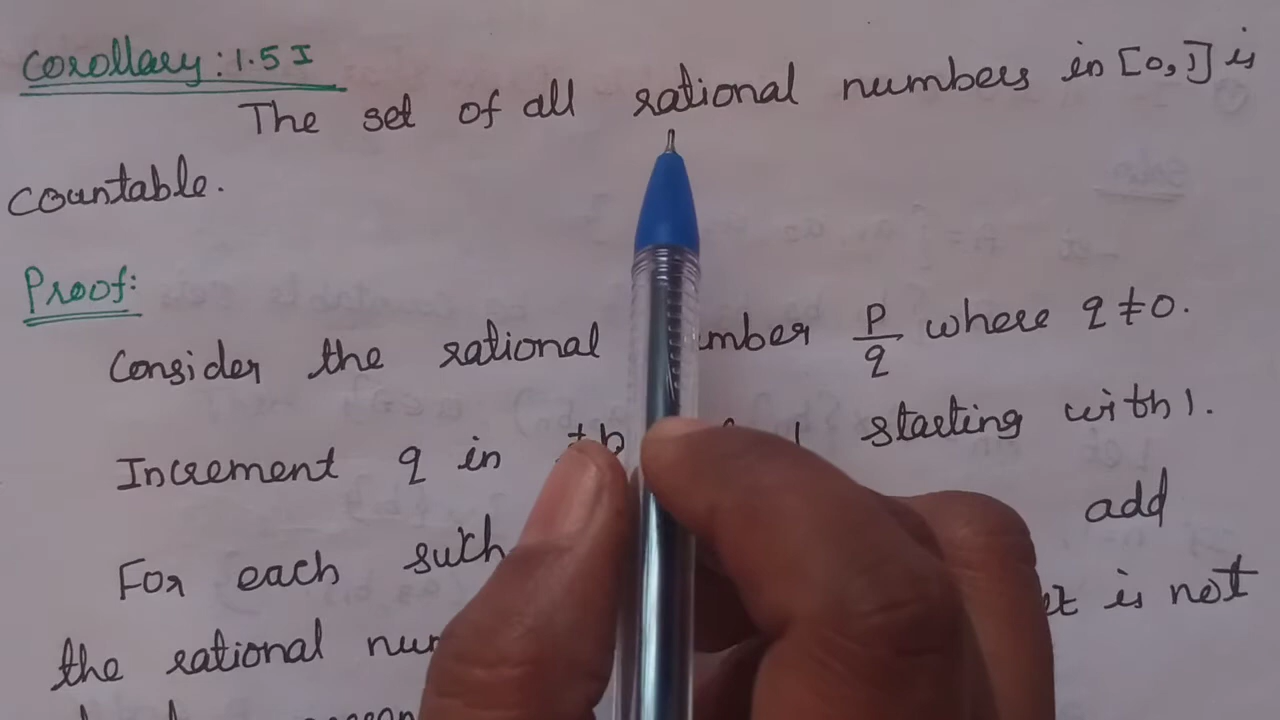 Corollary: 1.5 I
The set of all rational numbers in [0,1] is
countable.
Proof:
Consider the rational number p/q where q ≠ 0.
Increment q in starting with 1.
For each such add
the rational is not